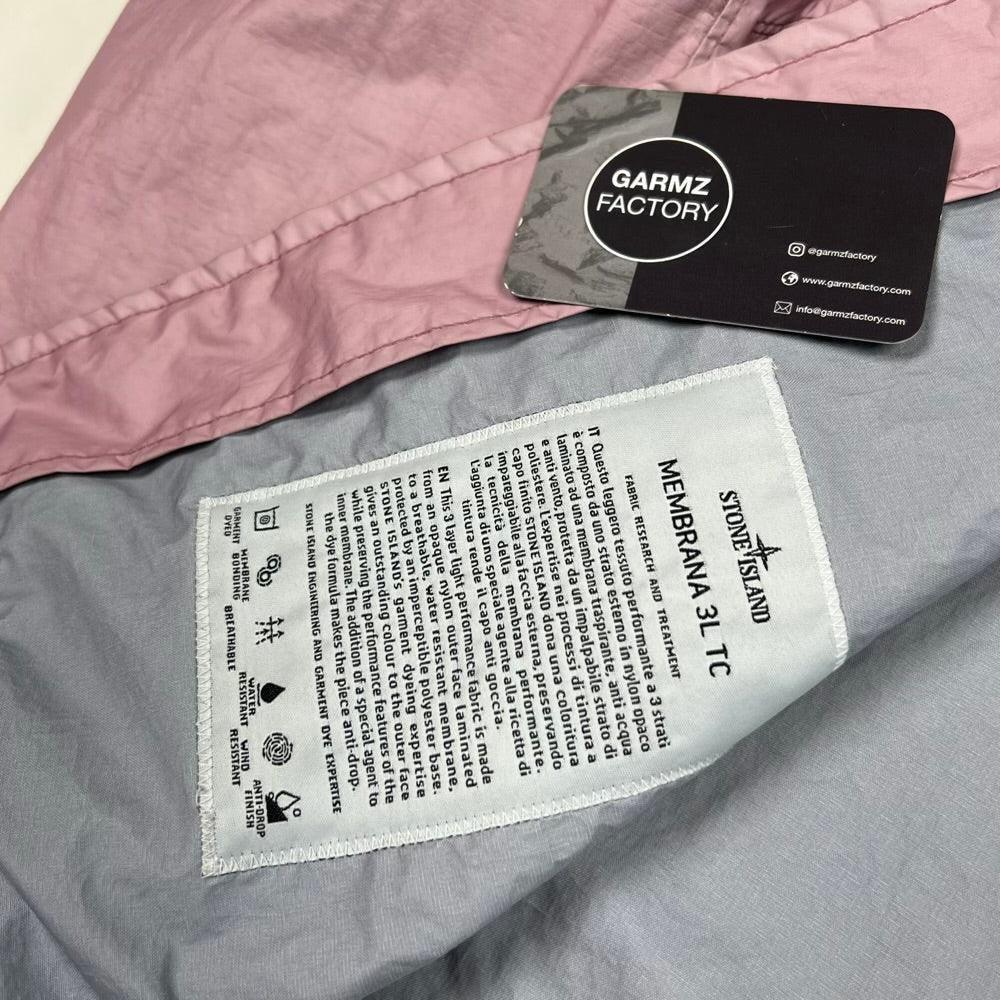 GARMZ
FACTORY
@garmzfactory
www.garmzfactory.com
info@garmzfactory.com
STONE ISLAND
MEMBRANA 3L TC
FABRIC RESEARCH AND TREATMENT
IT Questo leggero tessuto performante a 3 strati
è composto da uno strato esterno in nylon opaco
laminato ad una membrana traspirante, anti acqua
e anti vento, protetta da un impalpabile strato di
poliestere. L'expertise nei processi di tintura a
capo finito STONE ISLAND dona una coloritura
impareggiabile alla faccia esterna, preservando
la tecnicità della membrana performante.
L'aggiunta di uno speciale agente alla ricetta di
tintura rende il capo anti goccia.
EN This 3 layer light performance fabric is made
from an opaque nylon outer face laminated
to a breathable, water resistant membrane,
protected by an imperceptible polyester base.
STONE ISLAND's garment dyeing expertise
gives an outstanding colour to the outer face
while preserving the performance features of the
inner membrane. The addition of a special agent to
the dye formula makes the piece anti-drop.
STONE ISLAND ENGINEERING AND GARMENT DYE EXPERTISE
GARMENT
DYED
MEMBRANE
BONDING
BREATHABLE
WATER
RESISTANT
WIND
RESISTANT
ANTI-DROP
FINISH